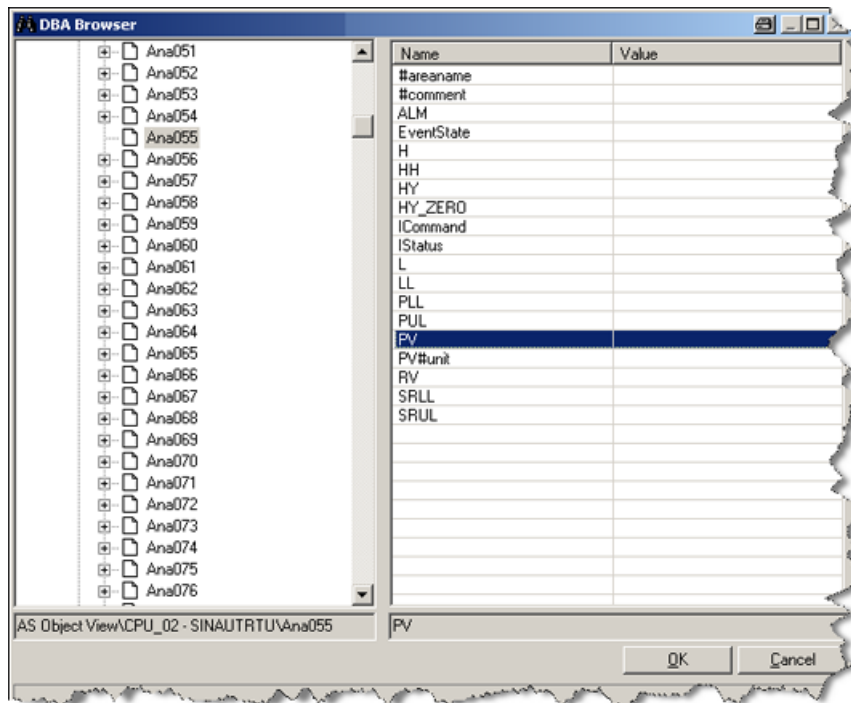 DBA Browser
Ana051
Ana052
Ana053
Ana054
Ana055
Ana056
Ana057
Ana058
Ana059
Ana060
Ana061
Ana062
Ana063
Ana064
Ana065
Ana066
Ana067
Ana068
Ana069
Ana070
Ana071
Ana072
Ana073
Ana074
Ana075
Ana076
AS Object View\CPU_02 - SINAUTRTU\Ana055
Name Value
#areaname
#comment
ALM
EventState
H
HH
HY
HY_ZERO
ICommand
IStatus
L
LL
PLL
PUL
PV
PV#unit
RV
SRLL
SRUL
PV
OK Cancel